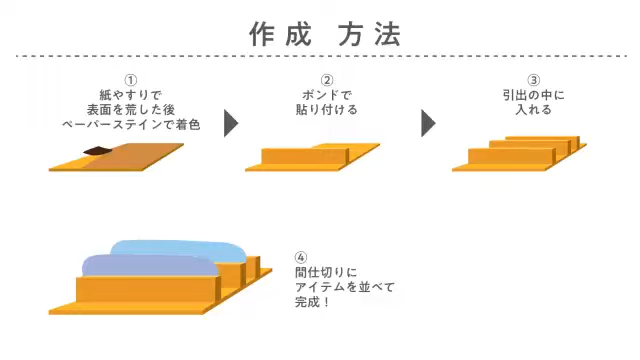 作成 方法
①
紙やすりで
表面を荒した後
ペーパーステインで着色
②
ボンドで
貼り付ける
③
引出の中に
入れる
④
間仕切りに
アイテムを並べて
完成！